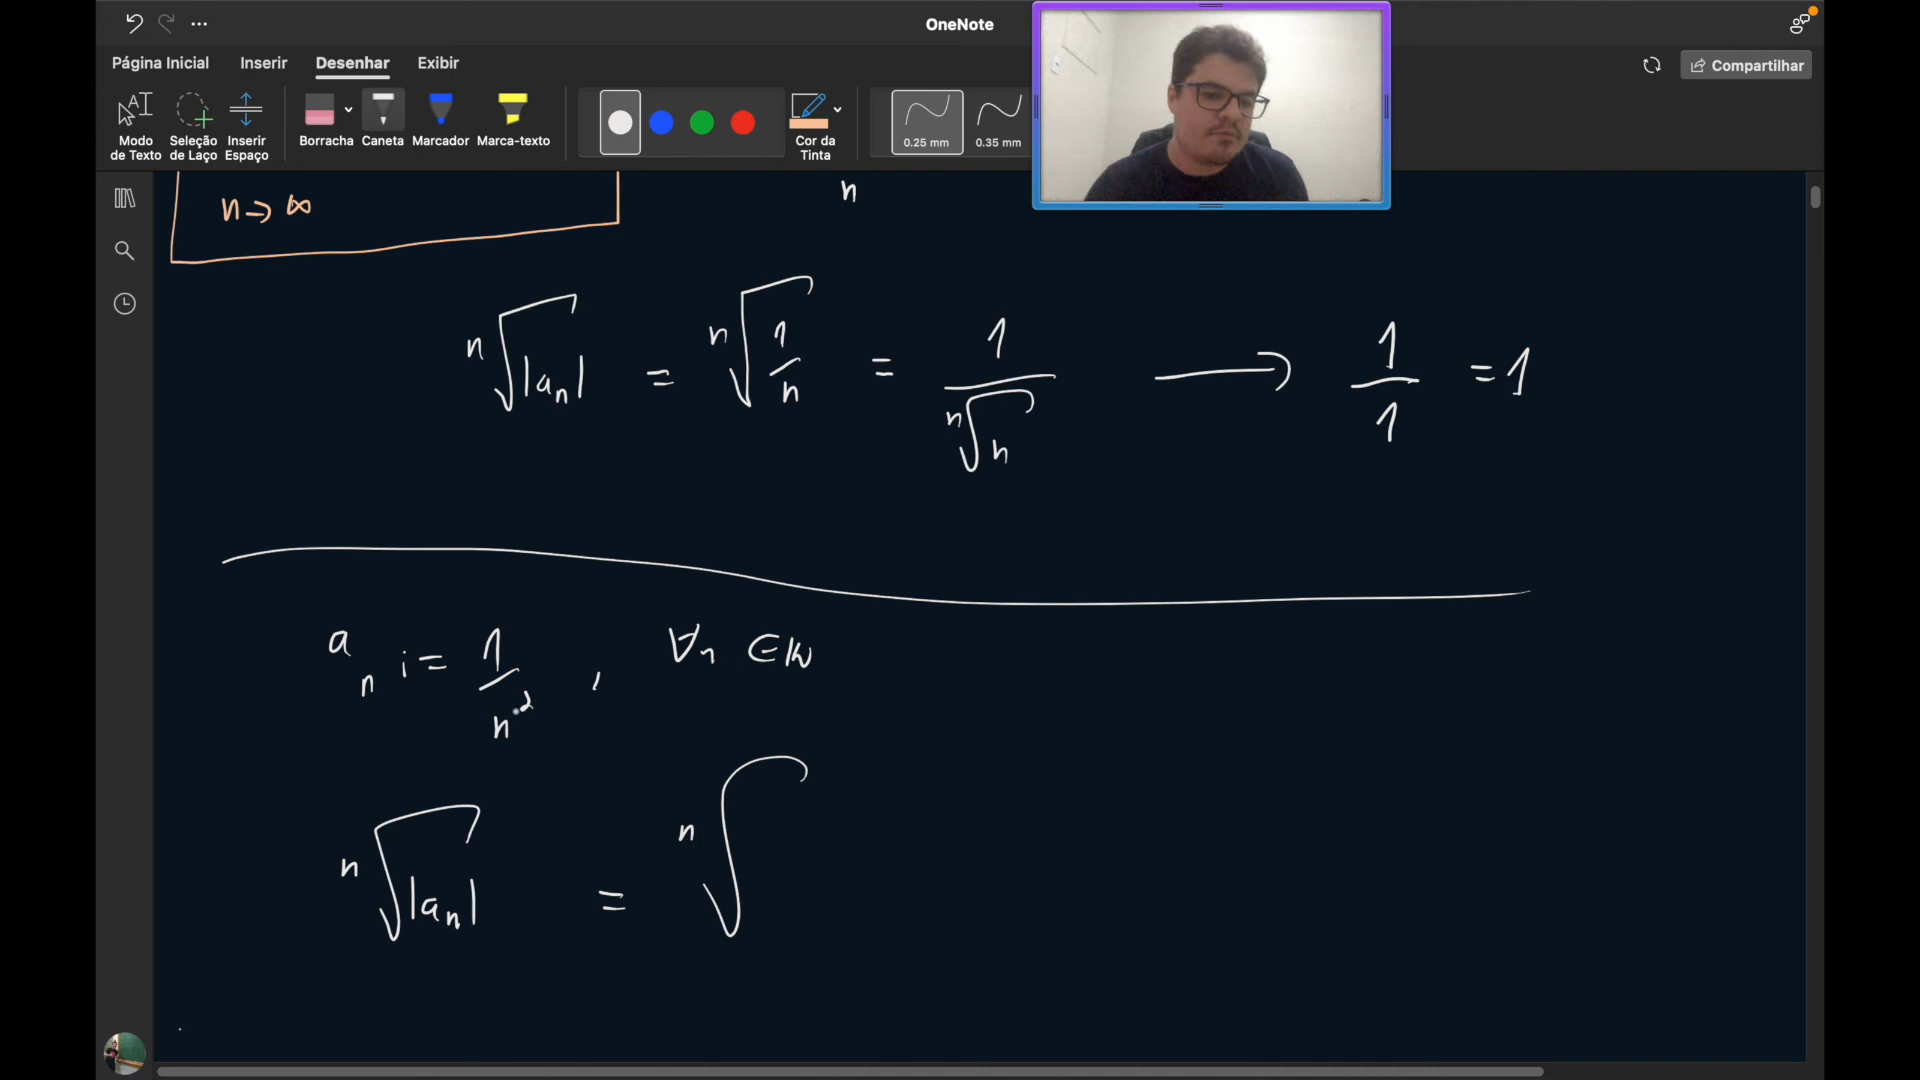 OneNote
Página Inicial Inserir Desenhar Exibir
Compartilhar
Modo de Texto
Seleção de Laço
Inserir Espaço
Borracha
Caneta
Marcador
Marca-texto
Cor da Tinta
0.25 mm
0.35 mm
n
n → ∞
ⁿ√|aₙ| = ⁿ√(1/n) = 1/ⁿ√n ⟶ 1/1 = 1
aₙ := 1/n², ∀n ∈ ℕ
ⁿ√|aₙ| = ⁿ√